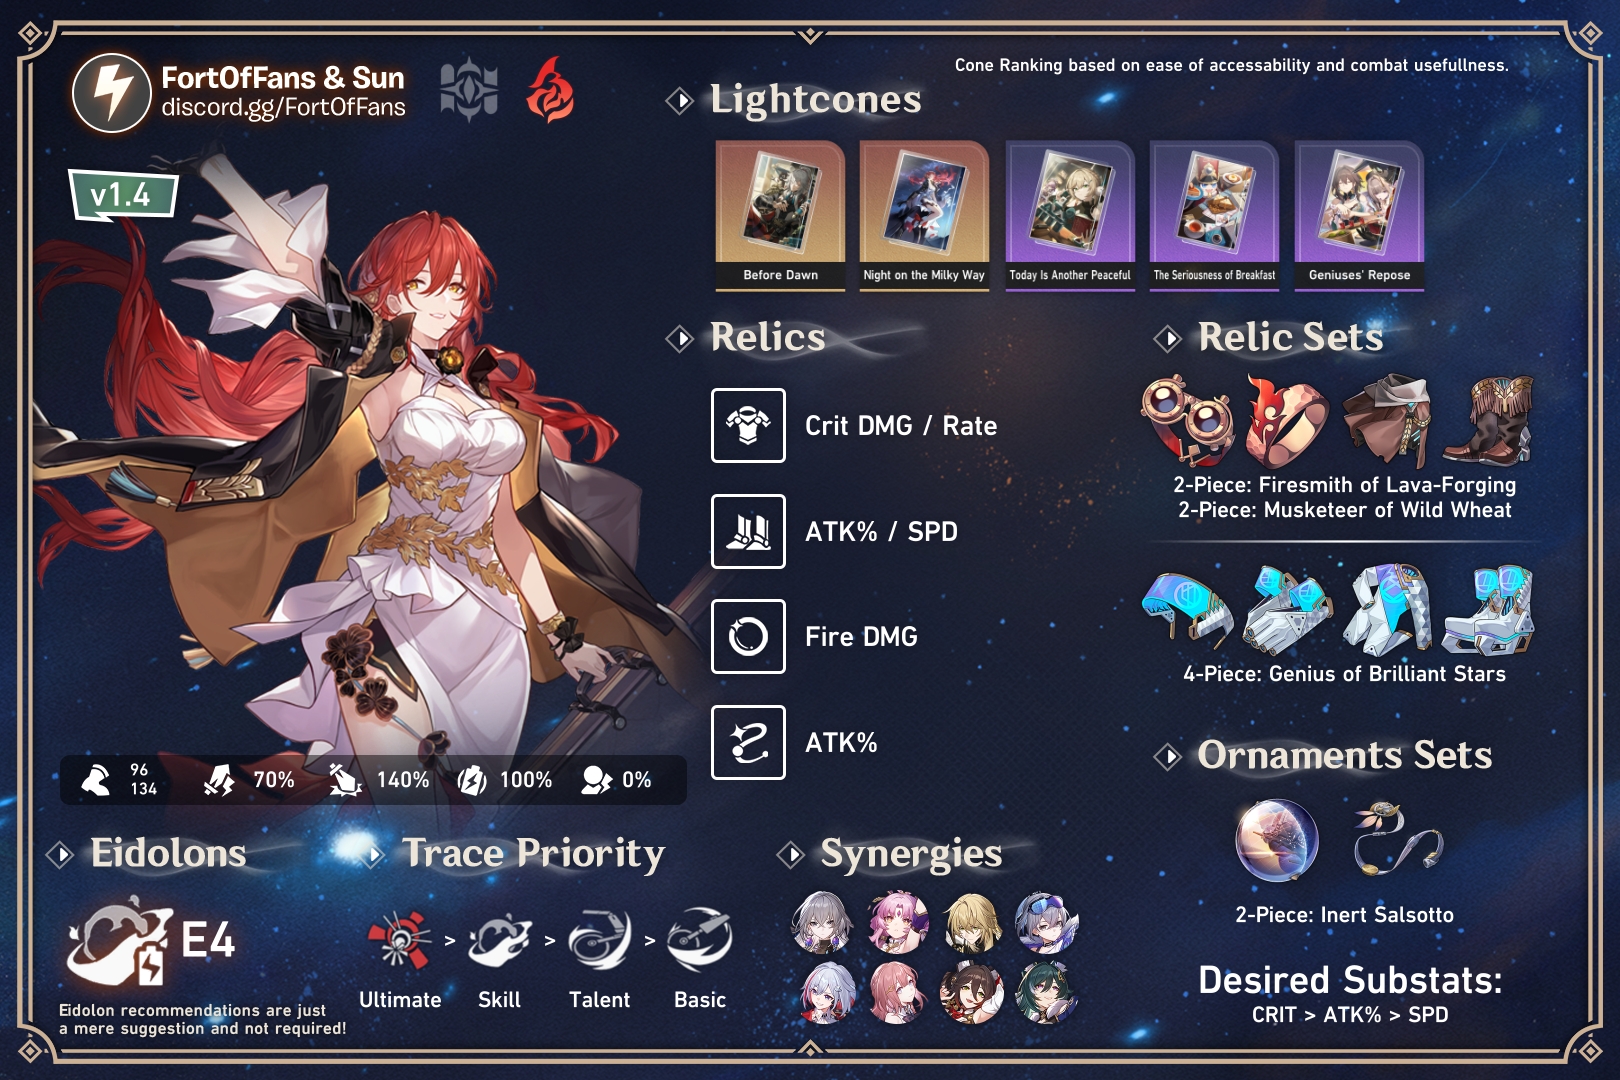 FortOfFans & Sun
discord.gg/FortOfFans
v1.4
Cone Ranking based on ease of accessability and combat usefullness.
Lightcones
Before Dawn
Night on the Milky Way
Today Is Another Peaceful
The Seriousness of Breakfast
Geniuses' Repose
Relics
Crit DMG / Rate
ATK% / SPD
Fire DMG
ATK%
Relic Sets
2-Piece: Firesmith of Lava-Forging
2-Piece: Musketeer of Wild Wheat
4-Piece: Genius of Brilliant Stars
Ornaments Sets
2-Piece: Inert Salsotto
Desired Substats:
CRIT > ATK% > SPD
96
134
70%
140%
100%
0%
Eidolons
E4
Eidolon recommendations are just
a mere suggestion and not required!
Trace Priority
> > >
Ultimate Skill Talent Basic
Synergies